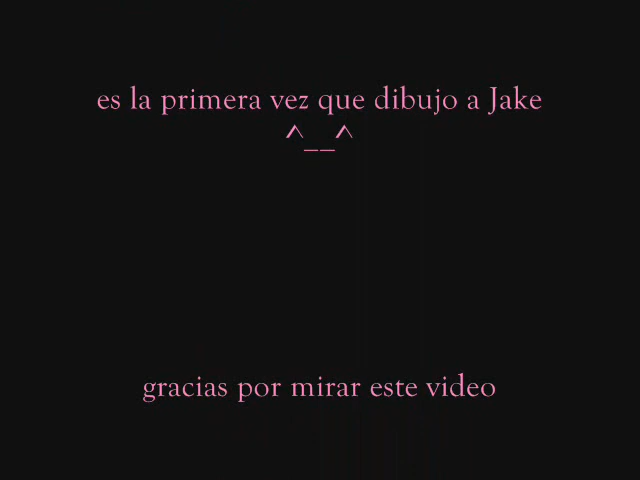 es la primera vez que dibujo a Jake
^__^
gracias por mirar este video